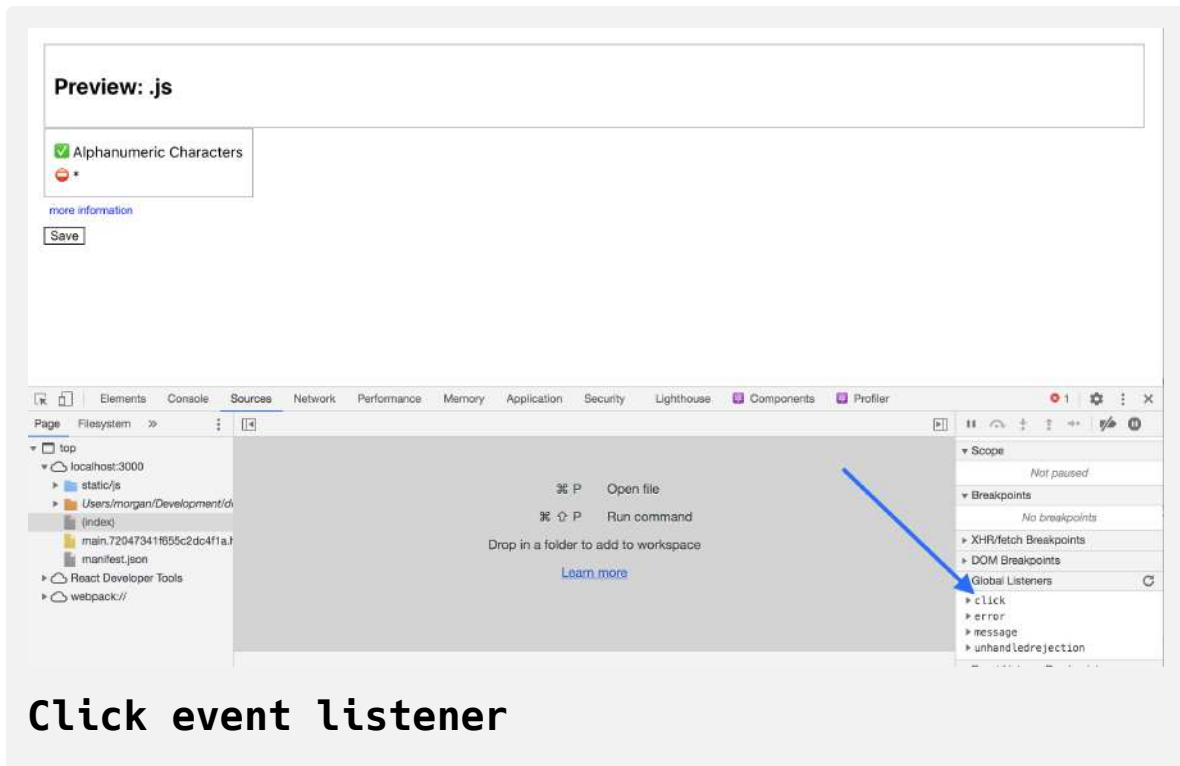 Preview: .js
✅ Alphanumeric Characters
⛔ *
more information
Save
Elements Console Sources Network Performance Memory Application Security Lighthouse Components Profiler 1
Page Filesystem »
top
localhost:3000
static/js
Users/morgan/Development/d
(index)
main.72047341f655c2dc4f1a.h
manifest.json
React Developer Tools
webpack://
⌘ P Open file
⌘ ⇧ P Run command
Drop in a folder to add to workspace
Learn more
Scope
Not paused
Breakpoints
No breakpoints
XHR/fetch Breakpoints
DOM Breakpoints
Global Listeners
click
error
message
unhandledrejection
Click event listener